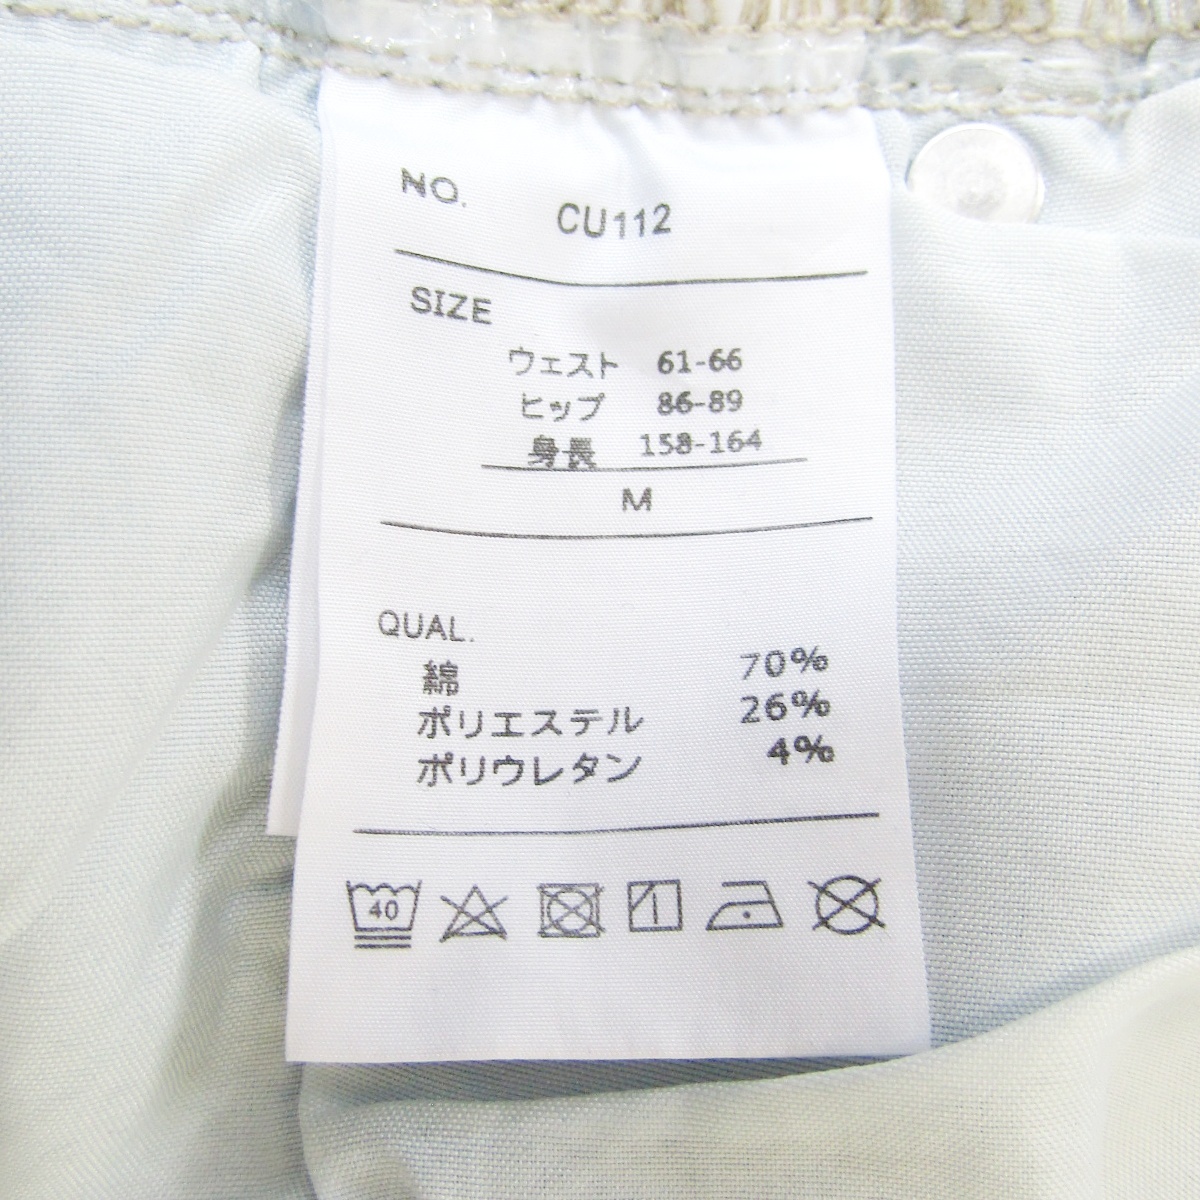 NO.
CU112
SIZE
ウェスト 61-66
ヒップ 86-89
身長 158-164
M
QUAL.
綿 70%
ポリエステル 26%
ポリウレタン 4%
40